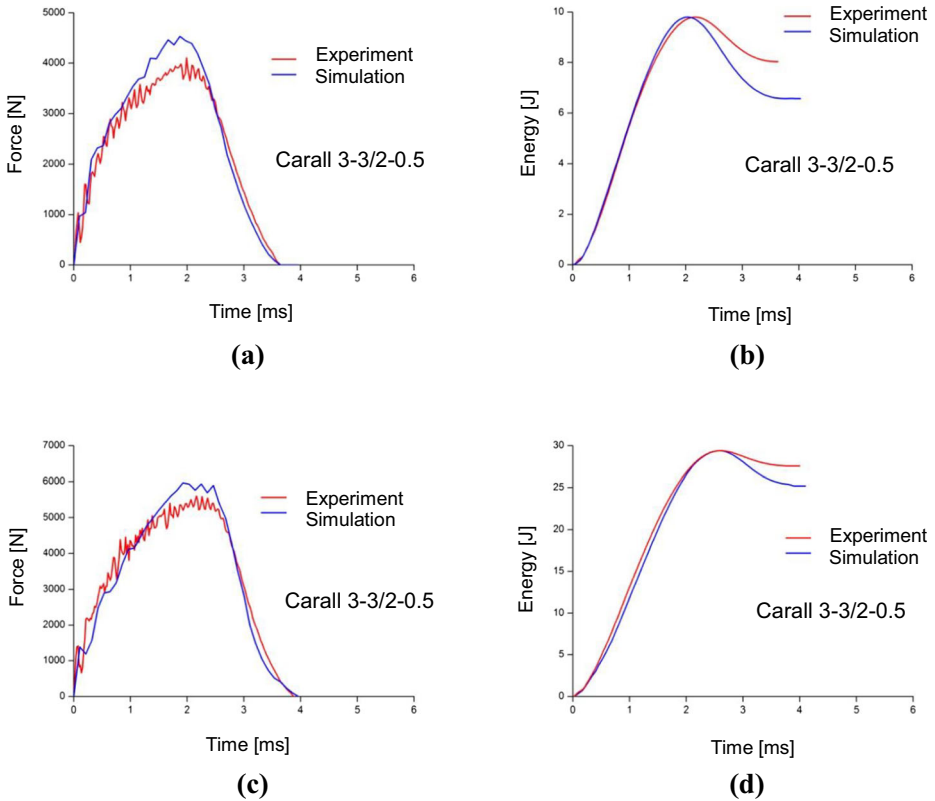 5000
4000
3000
2000
1000
0
0 1 2 3 4 5 6
Force [N]
Time [ms]
Experiment
Simulation
Carall 3-3/2-0.5
(a)
10
8
6
4
2
0
0 1 2 3 4 5 6
Energy [J]
Time [ms]
Experiment
Simulation
Carall 3-3/2-0.5
(b)
7000
6000
5000
4000
3000
2000
1000
0
0 1 2 3 4 5 6
Force [N]
Time [ms]
Experiment
Simulation
Carall 3-3/2-0.5
(c)
30
25
20
15
10
5
0
0 1 2 3 4 5 6
Energy [J]
Time [ms]
Experiment
Simulation
Carall 3-3/2-0.5
(d)